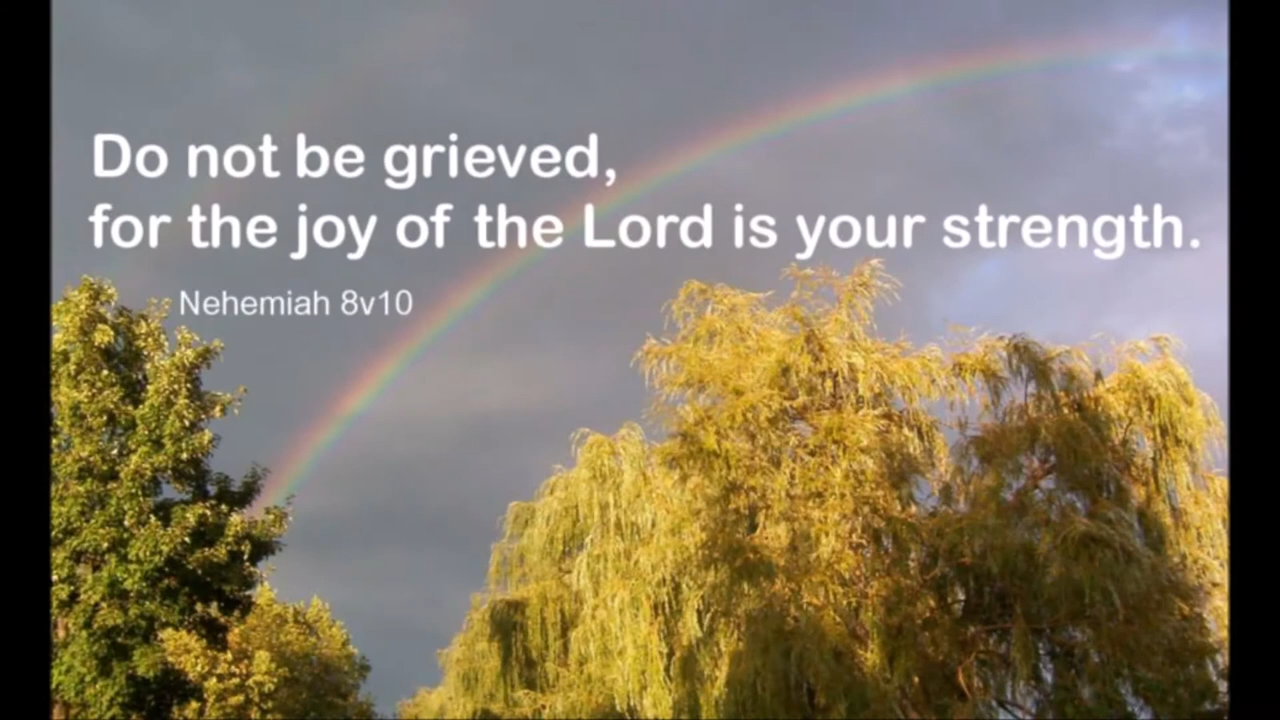 Do not be grieved,
for the joy of the Lord is your strength.
Nehemiah 8v10